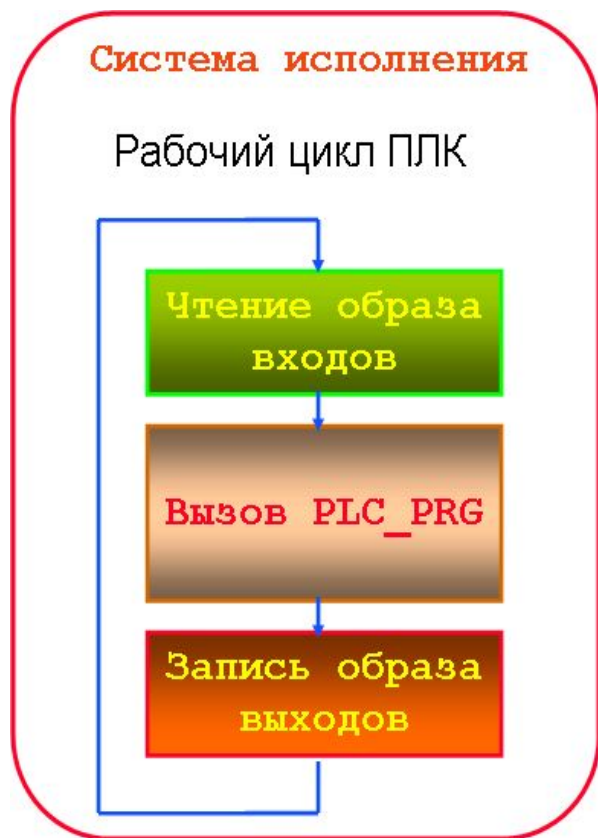 Система исполнения
Рабочий цикл ПЛК
Чтение образа
входов
Вызов PLC_PRG
Запись образа
выходов